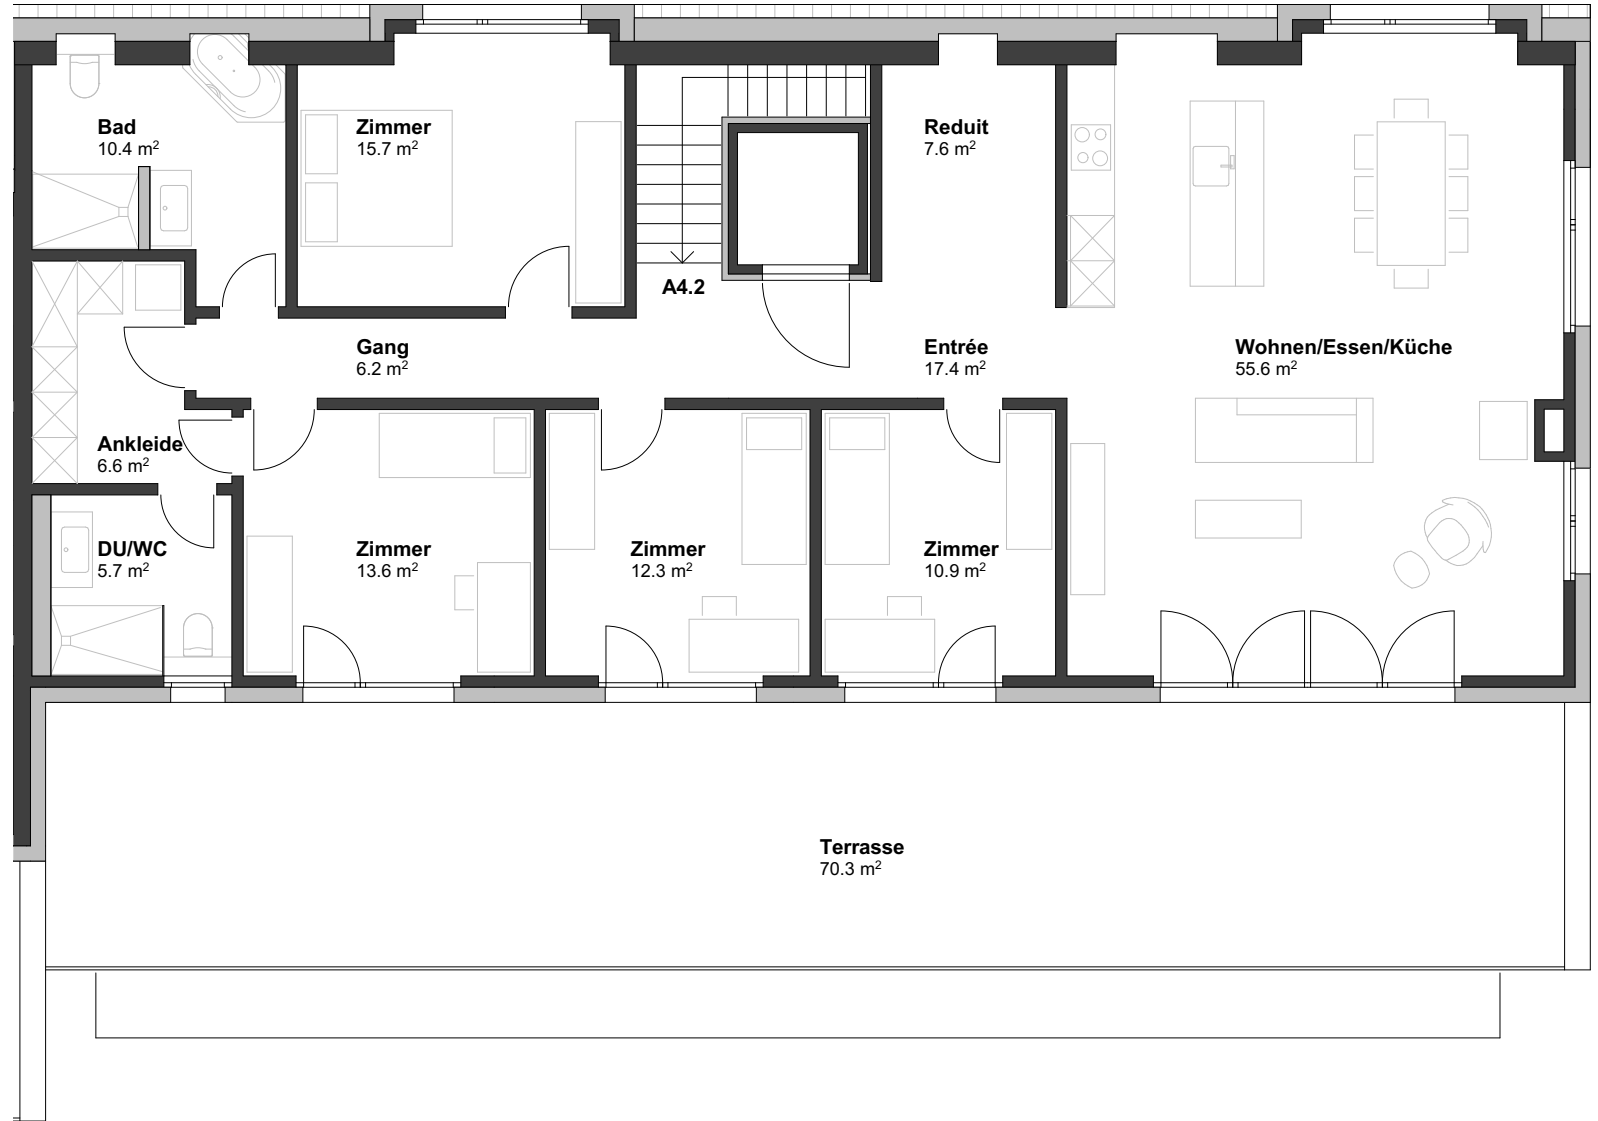 Bad
10.4 m²
Zimmer
15.7 m²
Reduit
7.6 m²
A4.2
Gang
6.2 m²
Entrée
17.4 m²
Wohnen/Essen/Küche
55.6 m²
Ankleide
6.6 m²
DU/WC
5.7 m²
Zimmer
13.6 m²
Zimmer
12.3 m²
Zimmer
10.9 m²
Terrasse
70.3 m²